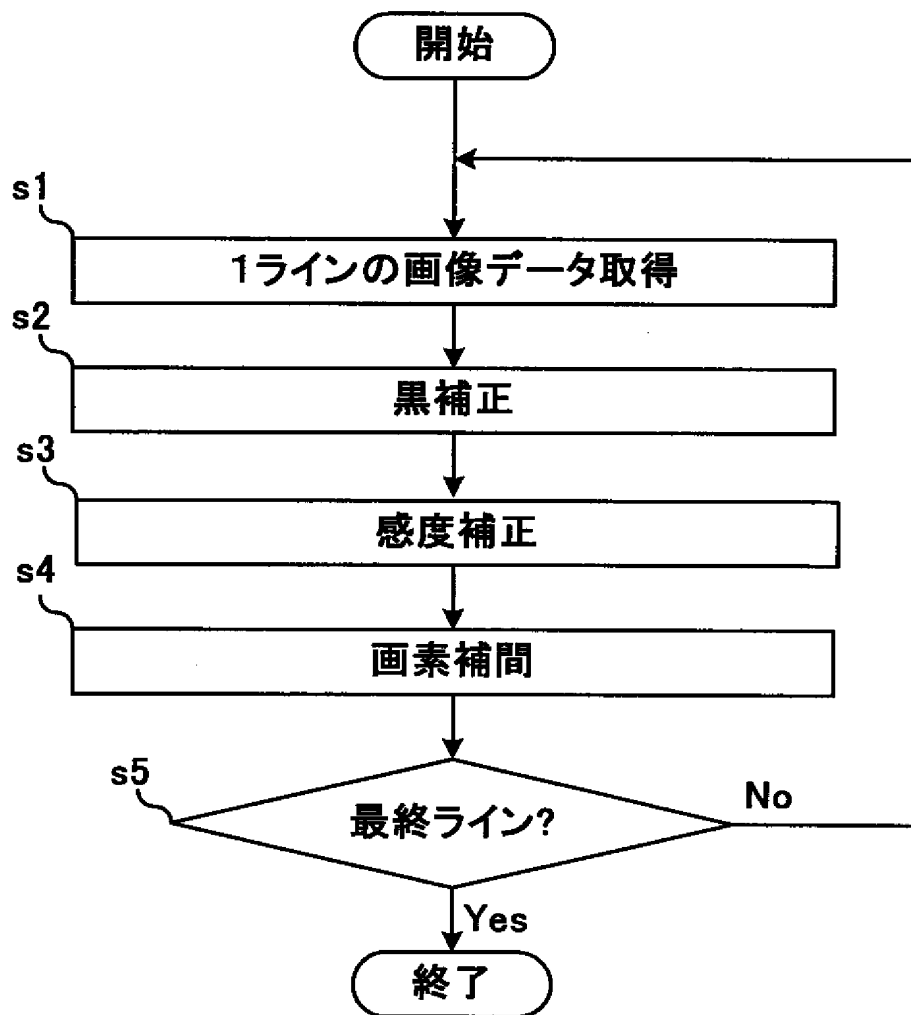 開始
s1
1ラインの画像データ取得
s2
黒補正
s3
感度補正
s4
画素補間
s5
最終ライン?
No
Yes
終了